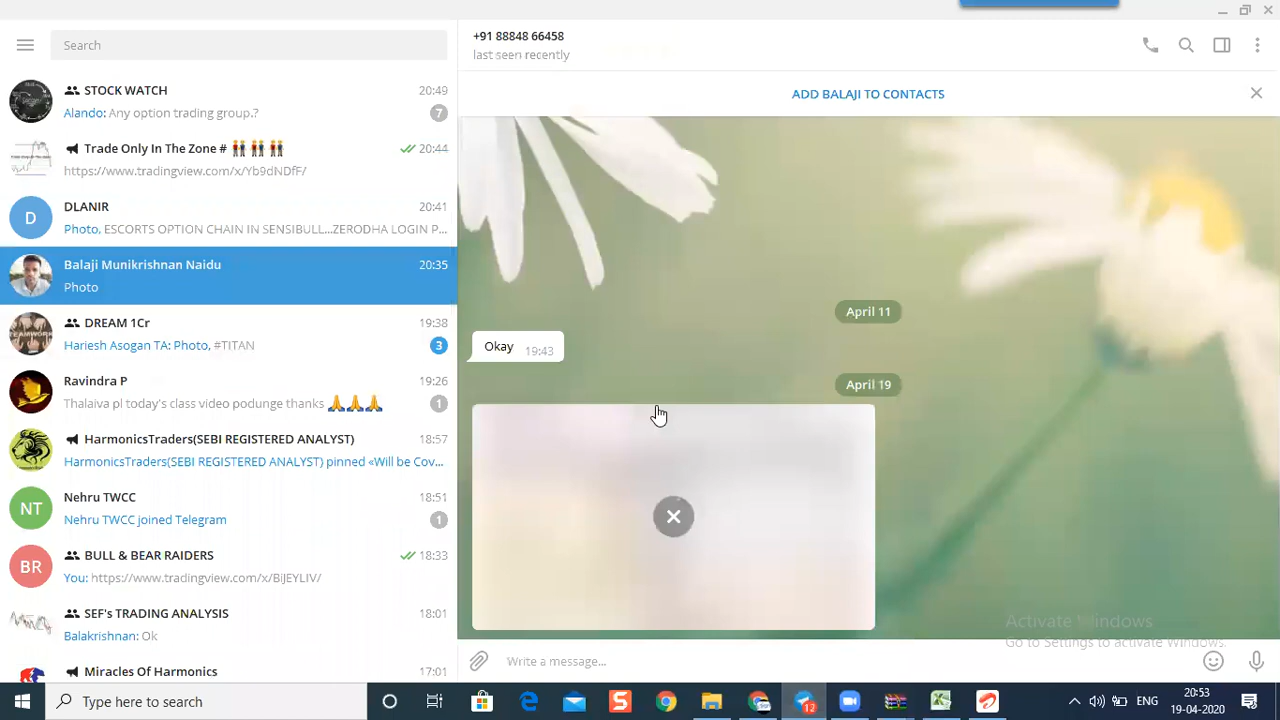 Search
STOCK WATCH 20:49
Alando: Any option trading group.? 7
Trade Only In The Zone # 20:44
https://www.tradingview.com/x/Yb9dNDfF/
D DLANIR 20:41
Photo, ESCORTS OPTION CHAIN IN SENSIBULL...ZERODHA LOGIN P...
Balaji Munikrishnan Naidu 20:35
Photo
DREAM 1Cr 19:38
Hariesh Asogan TA: Photo, #TITAN 3
Ravindra P 19:26
Thalaiva pl today's class video podunge thanks 🙏🙏🙏 1
HarmonicsTraders(SEBI REGISTERED ANALYST) 18:57
HarmonicsTraders(SEBI REGISTERED ANALYST) pinned «Will be Cov...
NT Nehru TWCC 18:51
Nehru TWCC joined Telegram 1
BR BULL & BEAR RAIDERS 18:33
You: https://www.tradingview.com/x/BiJEYLIV/
SEF's TRADING ANALYSIS 18:01
Balakrishnan: Ok
Miracles Of Harmonics 17:01
+91 88848 66458
last seen recently
ADD BALAJI TO CONTACTS
April 11
Okay 19:43
April 19
Activate Windows
Go to Settings to activate Windows.
Write a message...
Type here to search
12
ENG
20:53
19-04-2020